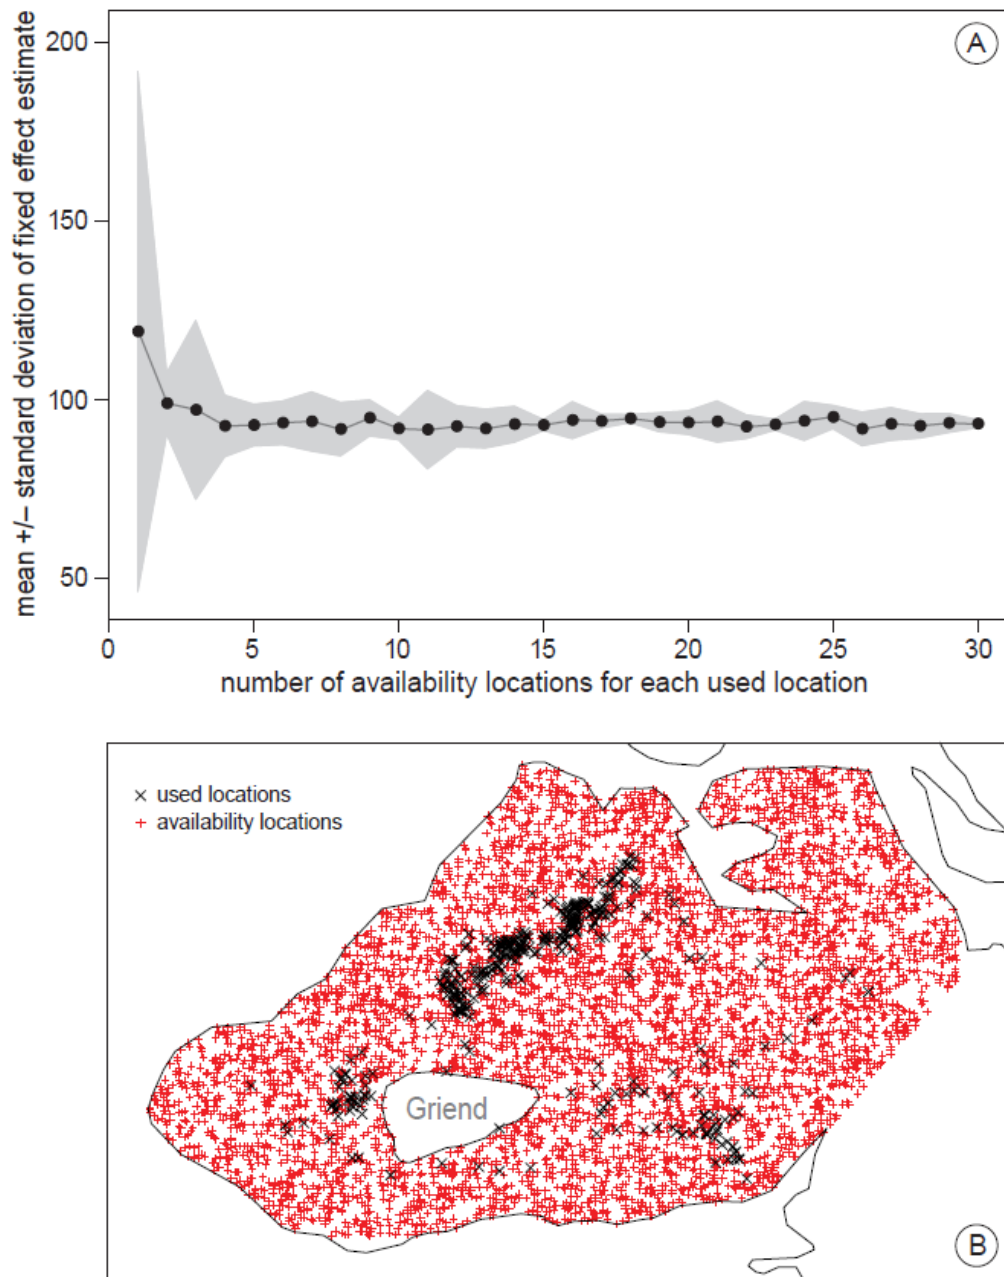 A
mean +/– standard deviation of fixed effect estimate
200
150
100
50
0 5 10 15 20 25 30
number of availability locations for each used location
× used locations
+ availability locations
Griend
B